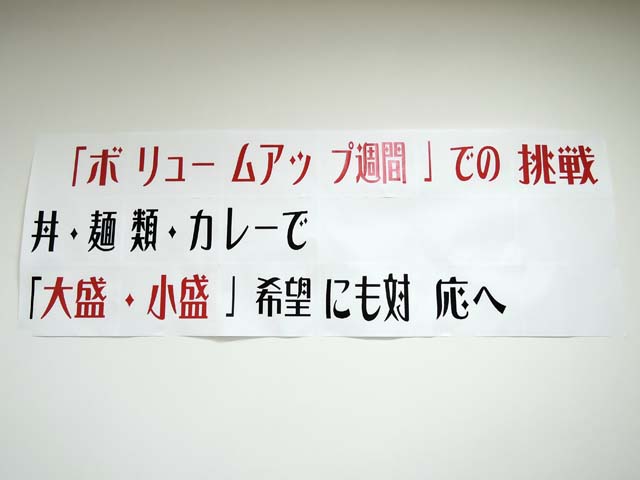 「ボリュームアップ週間」での挑戦
丼・麺類・カレーで
「大盛・小盛」希望にも対応へ